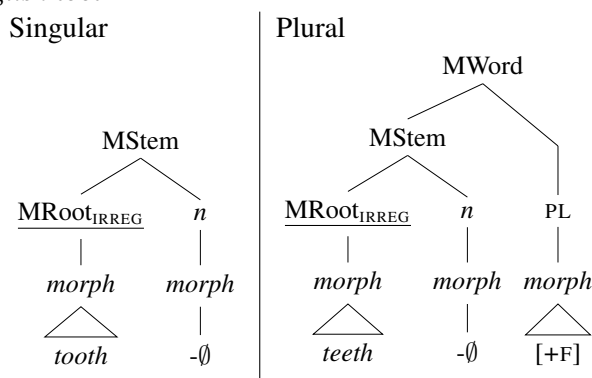 Singular
Plural
MWord
MStem
MStem
MRoot_IRREG n
MRoot_IRREG n PL
morph morph
morph morph morph
tooth -∅
teeth -∅ [+F]